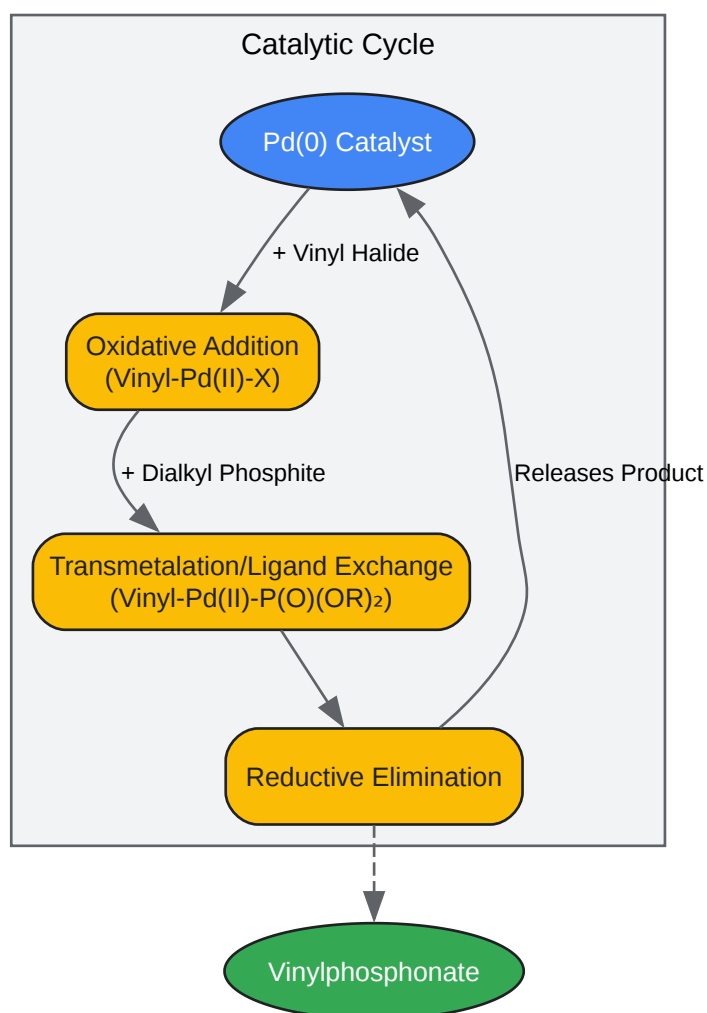 Catalytic Cycle
Pd(0) Catalyst
+ Vinyl Halide
Oxidative Addition
(Vinyl-Pd(II)-X)
+ Dialkyl Phosphite
Releases Product
Transmetalation/Ligand Exchange
(Vinyl-Pd(II)-P(O)(OR)₂)
Reductive Elimination
Vinylphosphonate